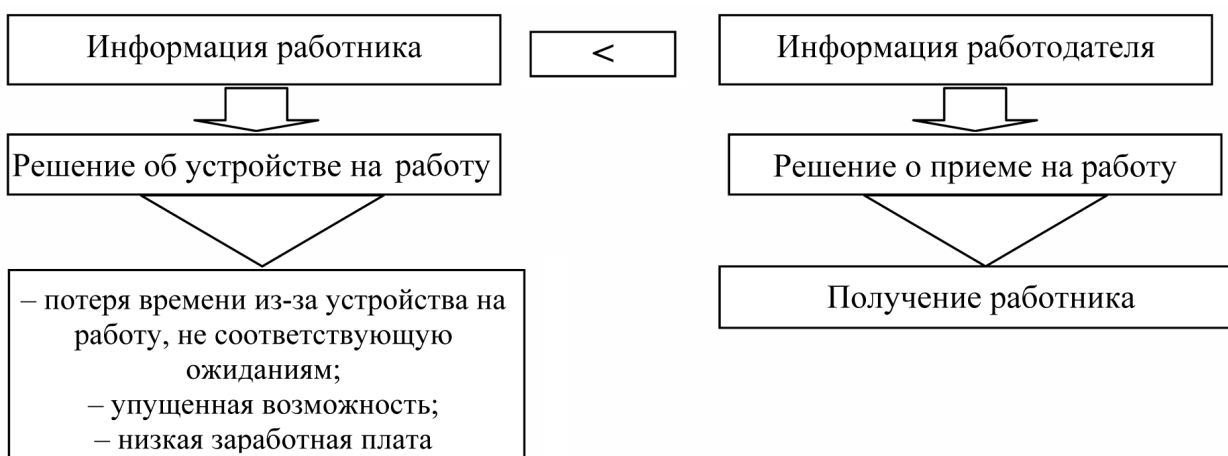 Информация работника
<
Информация работодателя
Решение об устройстве на работу
Решение о приеме на работу
– потеря времени из-за устройства на
работу, не соответствующую
ожиданиям;
– упущенная возможность;
– низкая заработная плата
Получение работника